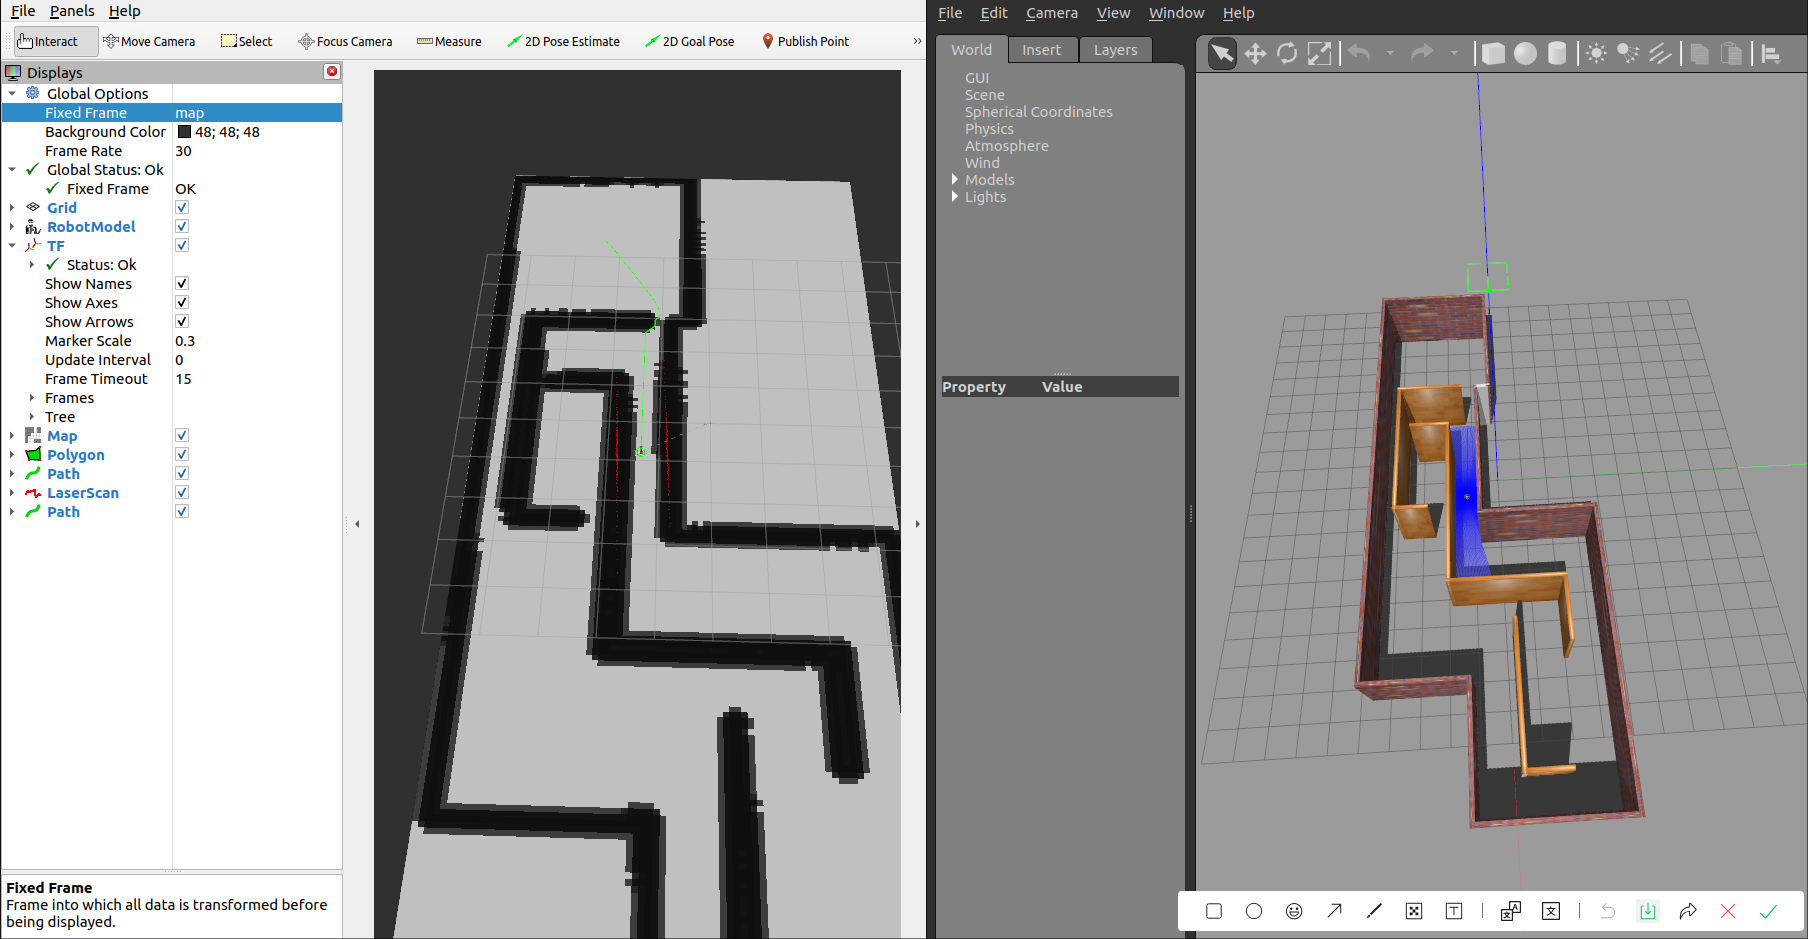 File Panels Help
Interact Move Camera Select Focus Camera Measure 2D Pose Estimate 2D Goal Pose Publish Point »
Displays
Global Options
Fixed Frame map
Background Color 48; 48; 48
Frame Rate 30
Global Status: Ok
Fixed Frame OK
Grid
RobotModel
TF
Status: Ok
Show Names
Show Axes
Show Arrows
Marker Scale 0.3
Update Interval 0
Frame Timeout 15
Frames
Tree
Map
Polygon
Path
LaserScan
Path
Fixed Frame
Frame into which all data is transformed before
being displayed.
File Edit Camera View Window Help
World Insert Layers
GUI
Scene
Spherical Coordinates
Physics
Atmosphere
Wind
Models
Lights
Property Value